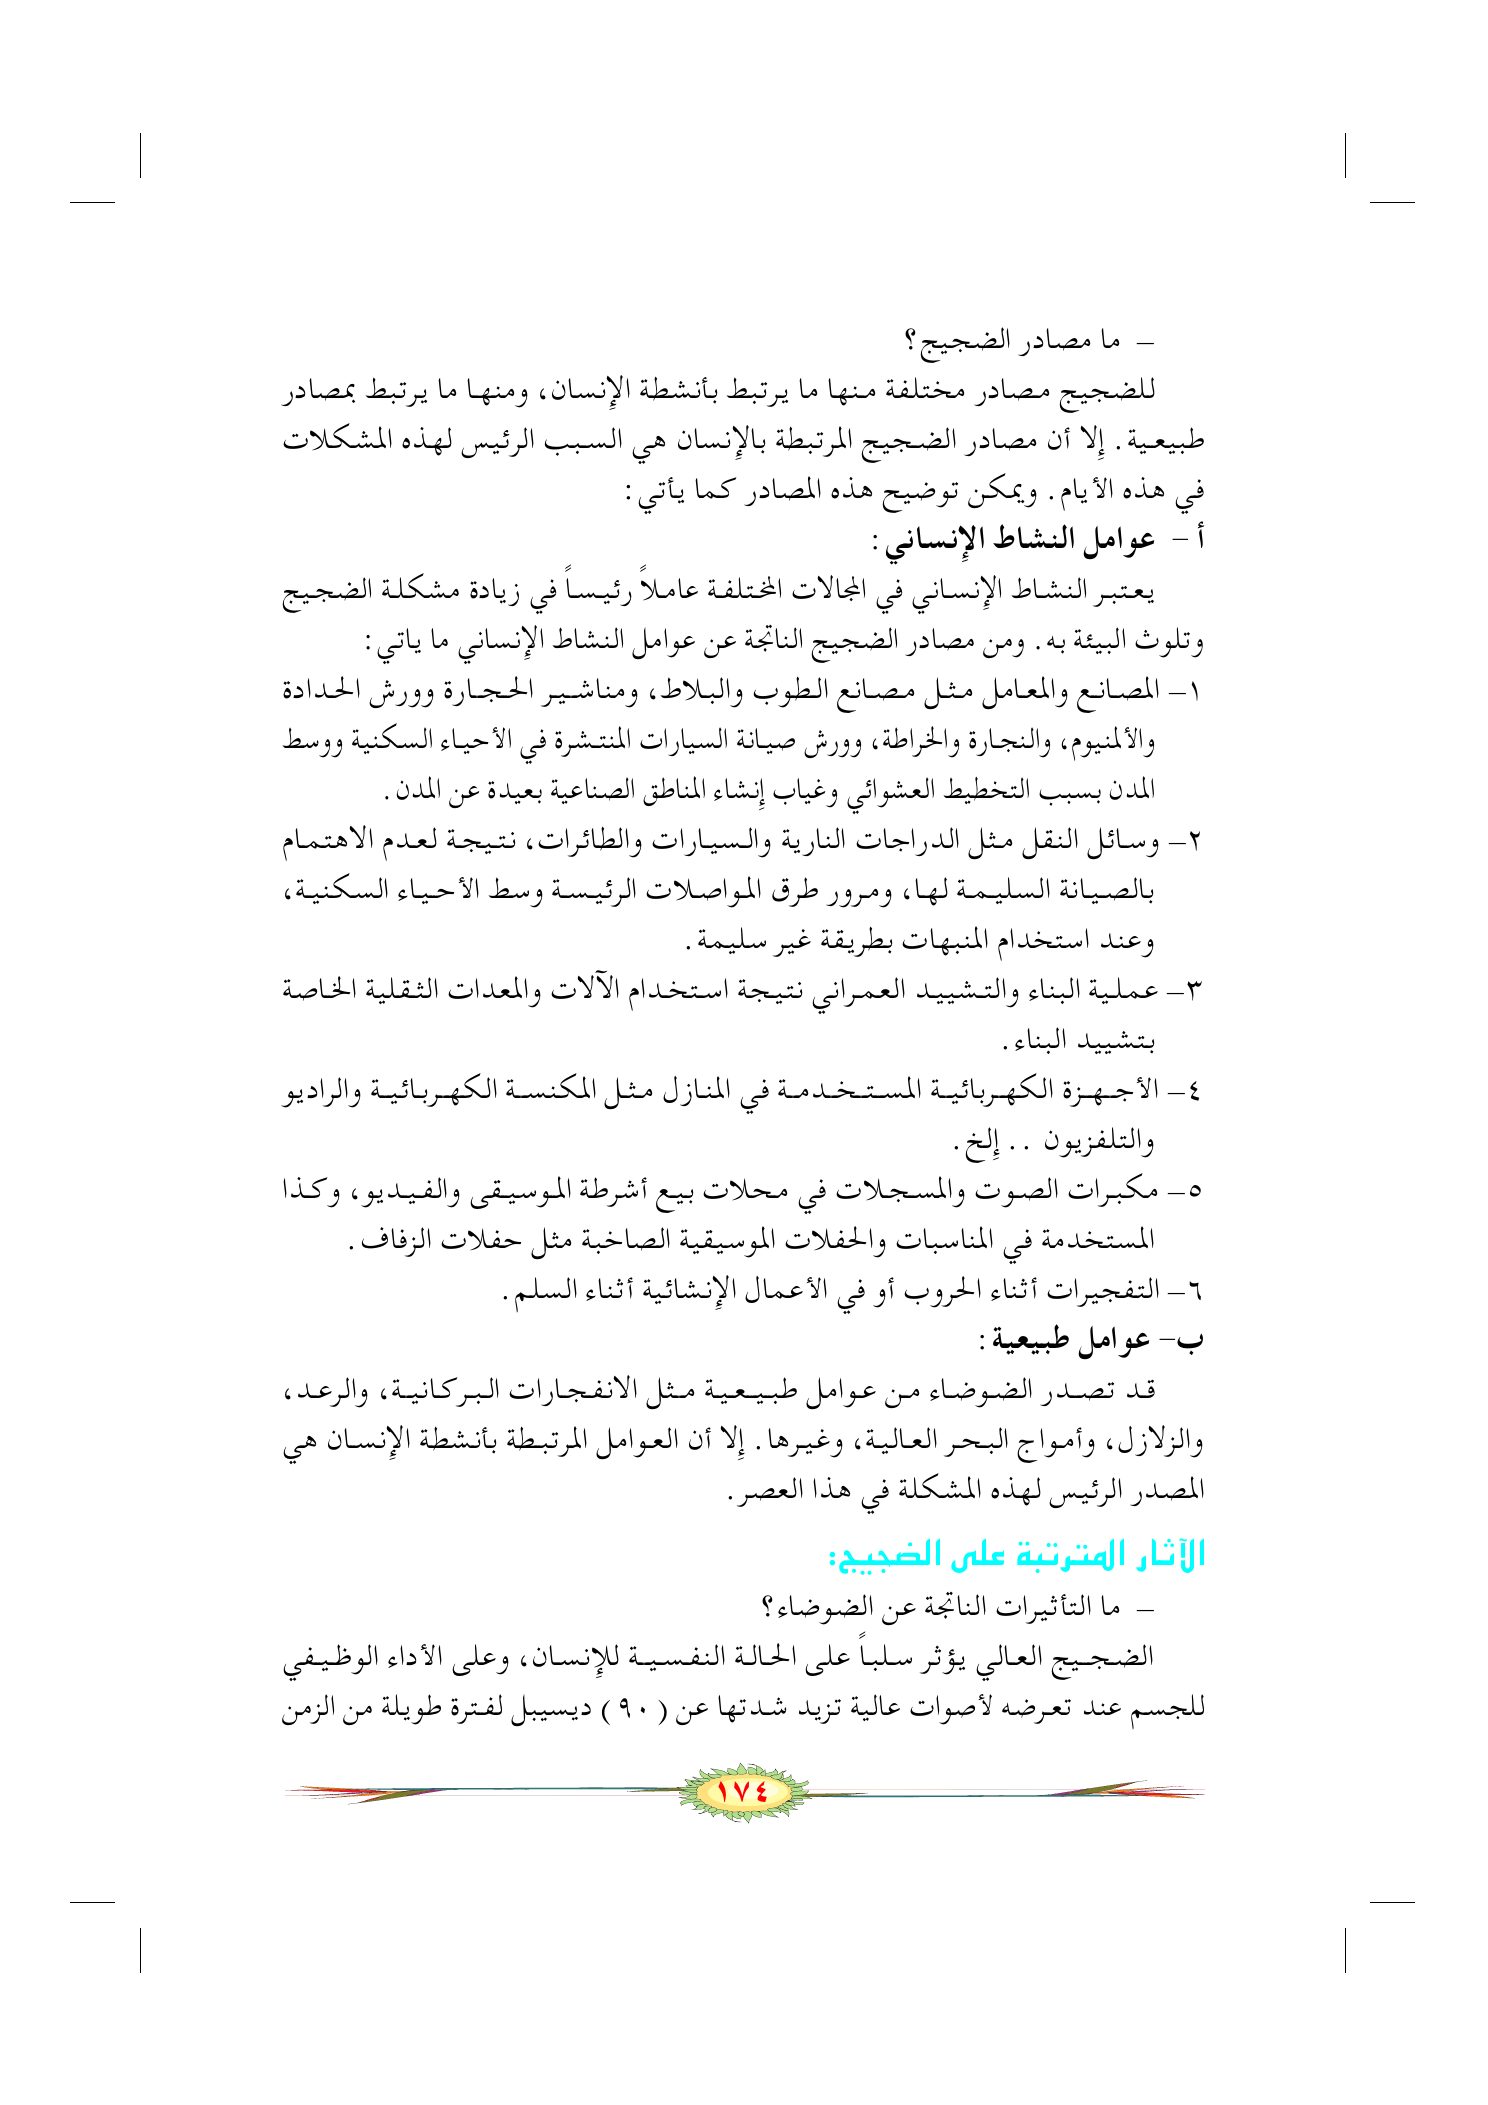 – ما مصادر الضجيج؟
للضجيج مصادر مختلفة منها ما يرتبط بأنشطة الإنسان، ومنها ما يرتبط بمصادر
طبيعية. إلا أن مصادر الضجيج المرتبطة بالإنسان هي السبب الرئيس لهذه المشكلات
في هذه الأيام. ويمكن توضيح هذه المصادر كما يأتي:
أ – عوامل النشاط الإنساني:
يعتبر النشاط الإنساني في المجالات المختلفة عاملاً رئيساً في زيادة مشكلة الضجيج
وتلوث البيئة به. ومن مصادر الضجيج الناتجة عن عوامل النشاط الإنساني ما ياتي:
١– المصانع والمعامل مثل مصانع الطوب والبلاط، ومناشير الحجارة وورش الحدادة
والألمنيوم، والنجارة والخراطة، وورش صيانة السيارات المنتشرة في الأحياء السكنية ووسط
المدن بسبب التخطيط العشوائي وغياب إنشاء المناطق الصناعية بعيدة عن المدن.
٢– وسائل النقل مثل الدراجات النارية والسيارات والطائرات، نتيجة لعدم الاهتمام
بالصيانة السليمة لها، ومرور طرق المواصلات الرئيسة وسط الأحياء السكنية،
وعند استخدام المنبهات بطريقة غير سليمة.
٣– عملية البناء والتشييد العمراني نتيجة استخدام الآلات والمعدات الثقلية الخاصة
بتشييد البناء.
٤– الأجهزة الكهربائية المستخدمة في المنازل مثل المكنسة الكهربائية والراديو
والتلفزيون .. إلخ.
٥– مكبرات الصوت والمسجلات في محلات بيع أشرطة الموسيقى والفيديو، وكذا
المستخدمة في المناسبات والحفلات الموسيقية الصاخبة مثل حفلات الزفاف.
٦– التفجيرات أثناء الحروب أو في الأعمال الإنشائية أثناء السلم.
ب– عوامل طبيعية:
قد تصدر الضوضاء من عوامل طبيعية مثل الانفجارات البركانية، والرعد،
والزلازل، وأمواج البحر العالية، وغيرها. إلا أن العوامل المرتبطة بأنشطة الإنسان هي
المصدر الرئيس لهذه المشكلة في هذا العصر.
الآثار المترتبة على الضجيج:
– ما التأثيرات الناتجة عن الضوضاء؟
الضجيج العالي يؤثر سلباً على الحالة النفسية للإنسان، وعلى الأداء الوظيفي
للجسم عند تعرضه لأصوات عالية تزيد شدتها عن (٩٠) ديسيبل لفترة طويلة من الزمن
١٧٤